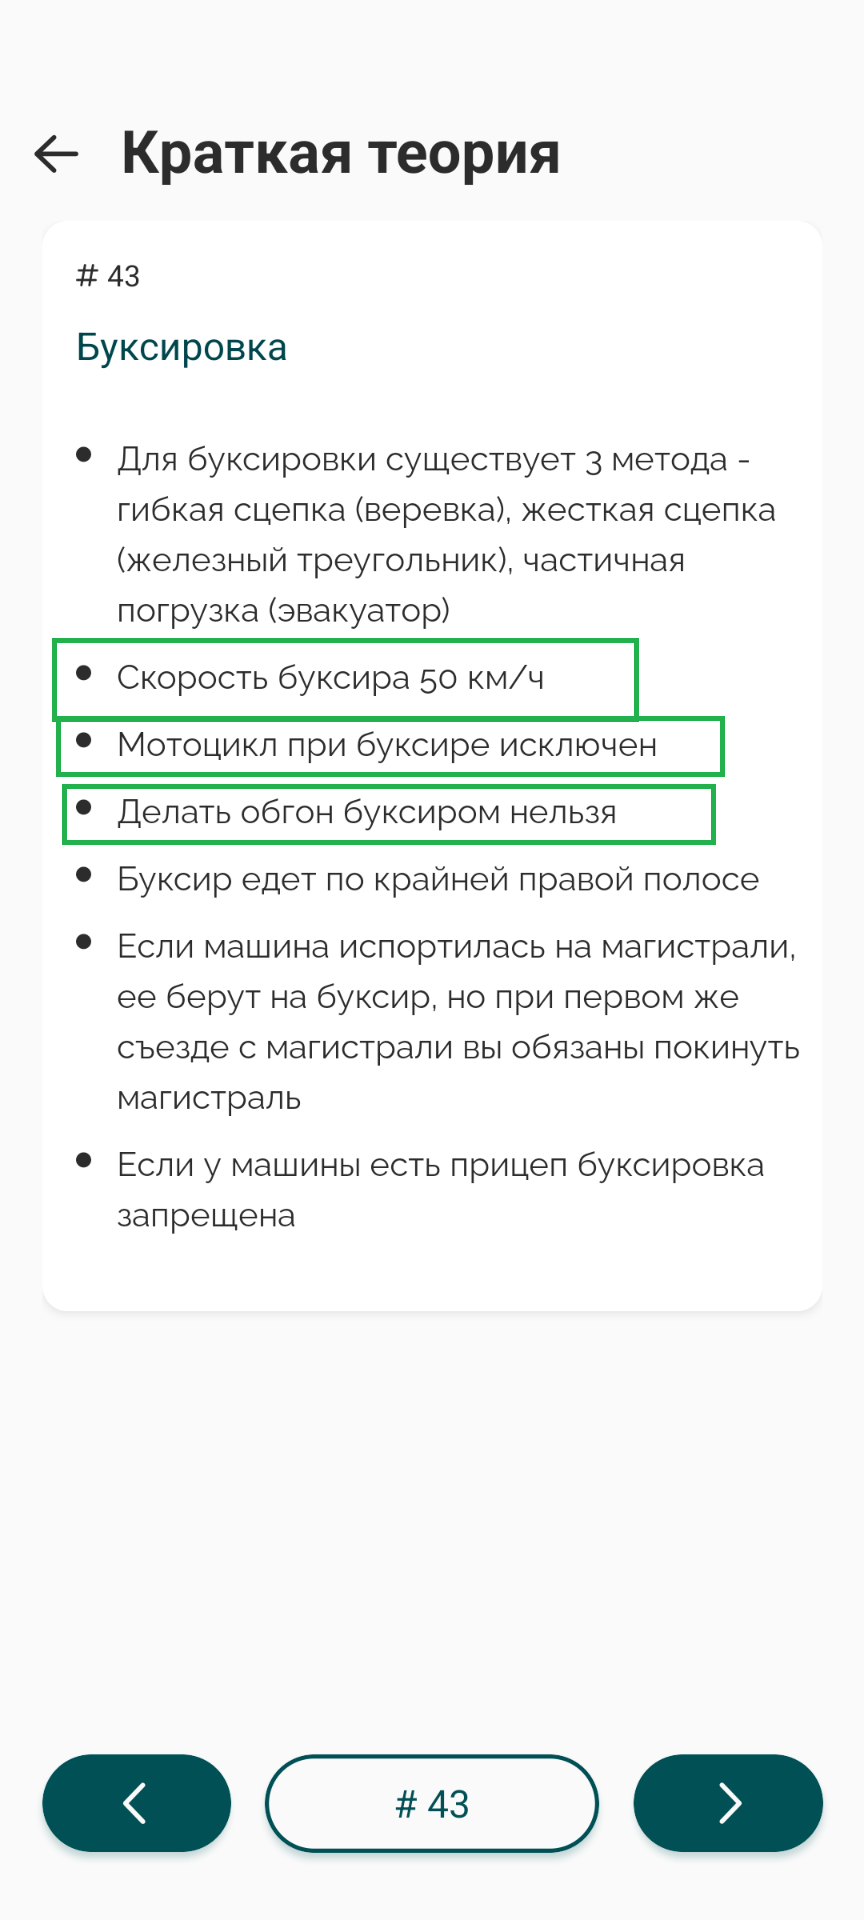 Краткая теория
# 43
Буксировка
Для буксировки существует 3 метода -
гибкая сцепка (веревка), жесткая сцепка
(железный треугольник), частичная
погрузка (эвакуатор)
Скорость буксира 50 км/ч
Мотоцикл при буксире исключен
Делать обгон буксиром нельзя
Буксир едет по крайней правой полосе
Если машина испортилась на магистрали,
ее берут на буксир, но при первом же
съезде с магистрали вы обязаны покинуть
магистраль
Если у машины есть прицеп буксировка
запрещена
# 43